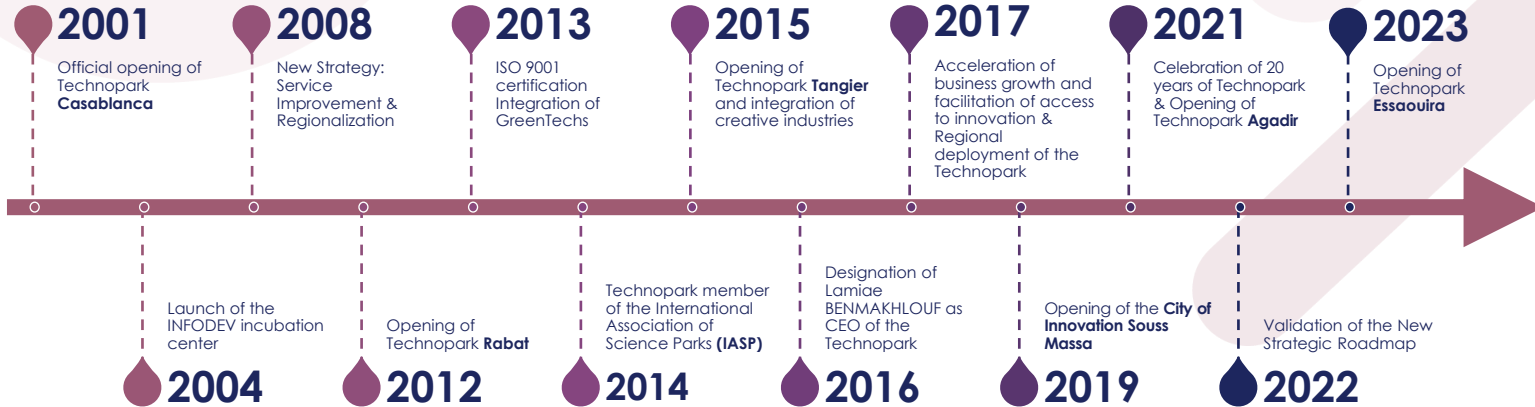 2001
Official opening of
Technopark
Casablanca
2008
New Strategy:
Service
Improvement &
Regionalization
2013
ISO 9001
certification
Integration of
GreenTechs
2015
Opening of
Technopark Tangier
and integration of
creative industries
2017
Acceleration of
business growth and
facilitation of access
to innovation &
Regional
deployment of the
Technopark
2021
Celebration of 20
years of Technopark
& Opening of
Technopark Agadir
2023
Opening of
Technopark
Essaouira
Launch of the
INFODEV incubation
center
2004
Opening of
Technopark Rabat
2012
Technopark member
of the International
Association of
Science Parks (IASP)
2014
Designation of
Lamiae
BENMAKHLOUF as
CEO of the
Technopark
2016
Opening of the City of
Innovation Souss
Massa
2019
Validation of the New
Strategic Roadmap
2022